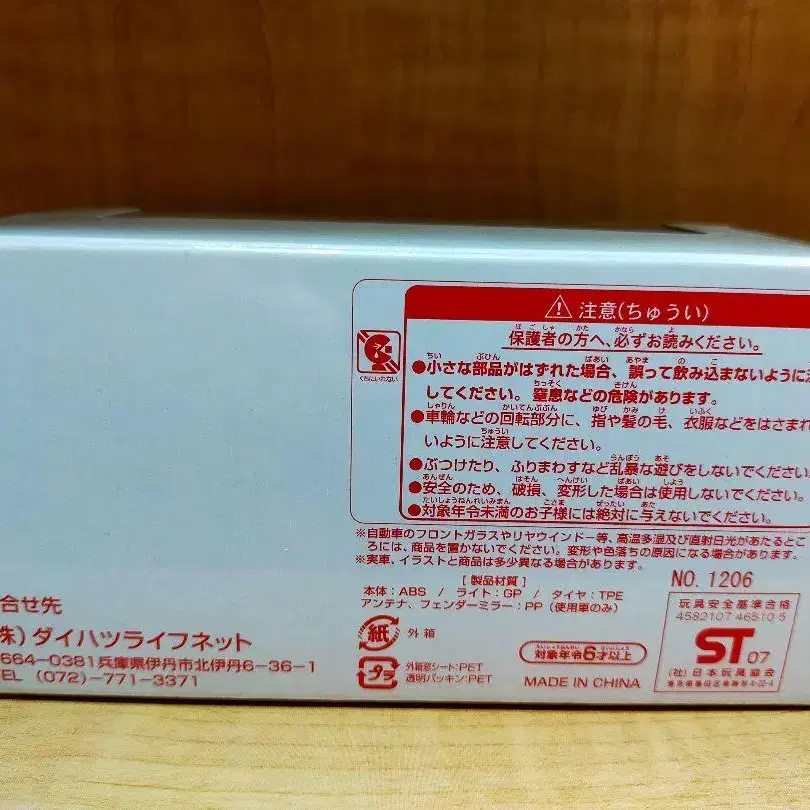 注意(ちゅうい)
保護者の方へ、必ずお読みください。
くちにいれない
●小さな部品がはずれた場合、誤って飲み込まないように
してください。窒息などの危険があります。
●車輪などの回転部分に、指や髪の毛、衣服などをはさまれ
いように注意してください。
●ぶつけたり、ふりまわすなど乱暴な遊びをしないでください
●安全のため、破損、変形した場合は使用しないでください。
●対象年令未満のお子様には絶対に与えないでください。
※自動車のフロントガラスやリヤウインドー等、高温多湿及び直射日光があたるとこ
ろには、商品を置かないでください。変形や色落ちの原因になる場合があります。
※実車、イラストと商品は多少異なる場合があります。
[製品材質]
本体:ABS / ライト:GP / タイヤ:TPE
アンテナ、フェンダーミラー:PP(使用車のみ)
NO. 1206
合せ先
株)ダイハツライフネット
664-0381兵庫県伊丹市北伊丹6-36-1
TEL (072)-771-3371
紙 外箱
プラ 外箱窓シート:PET
透明パッキン:PET
対象年令6才以上
MADE IN CHINA
玩具安全基準合格
4582107 46510 5
ST 07
(社)日本玩具協会